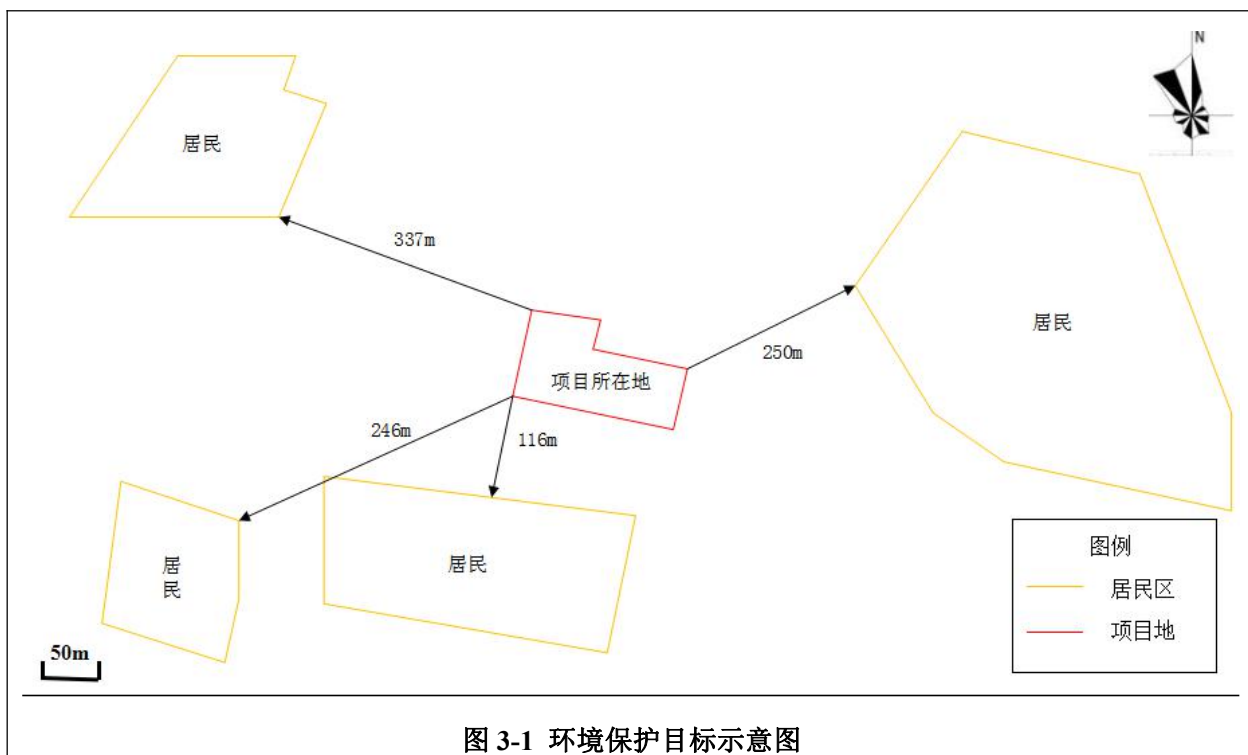 N
居民
337m
居民
250m
项目所在地
246m
116m
居民
居
民
图例
居民区
项目地
50m
图 3-1 环境保护目标示意图